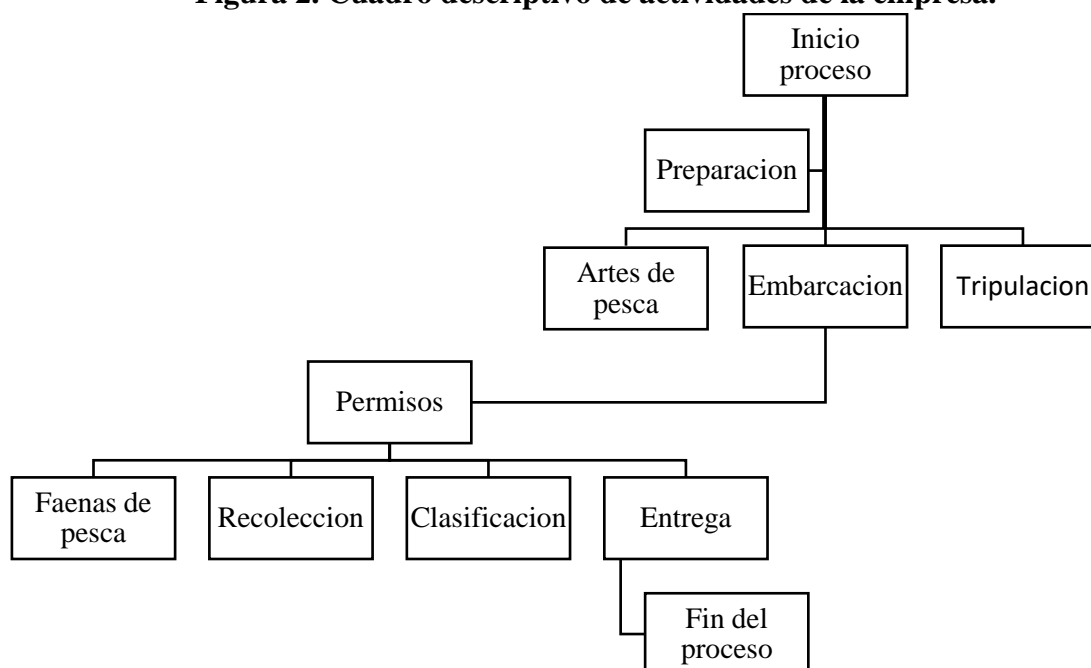 Figura 2. Cuadro descriptivo de actividades de la empresa.
Inicio
proceso
Preparacion
Artes de
pesca
Embarcacion
Tripulacion
Permisos
Faenas de
pesca
Recoleccion
Clasificacion
Entrega
Fin del
proceso